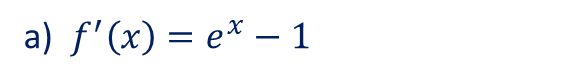 a) f′(x) = eˣ − 1